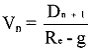 Vₙ = Dₙ ₊ ₁
Rₑ - g